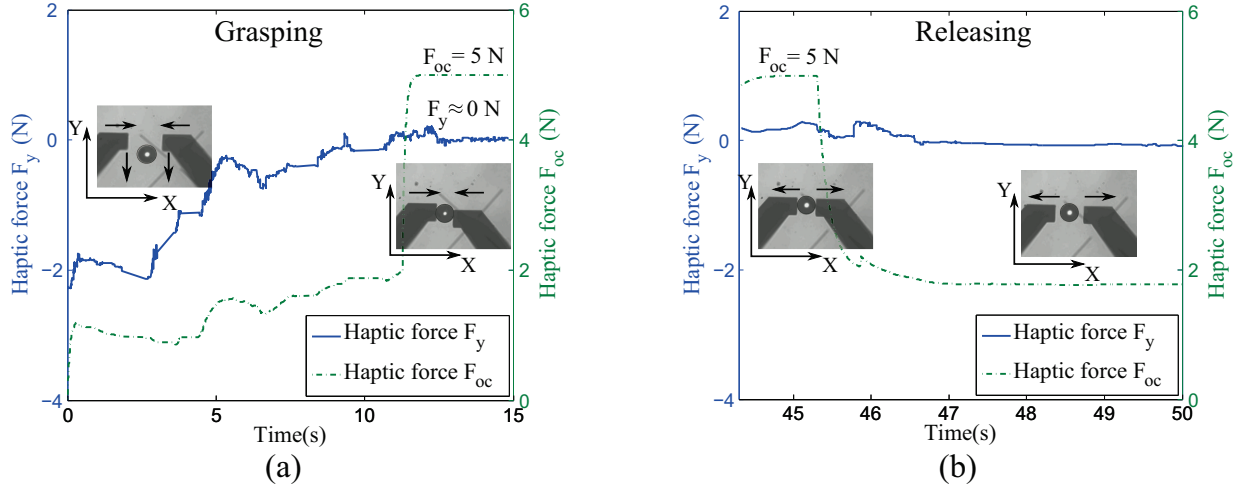 Grasping
Haptic force F_y (N)
2
0
−2
−4
6
4
2
0
Haptic force F_oc (N)
F_oc = 5 N
F_y ≈ 0 N
Y
X
Y
X
Haptic force F_y
Haptic force F_oc
0 5 10 15
Time(s)
(a)
Releasing
Haptic force F_y (N)
2
0
−2
−4
6
4
2
0
Haptic force F_oc (N)
F_oc = 5 N
Y
X
Y
X
Haptic force F_y
Haptic force F_oc
45 46 47 48 49 50
Time(s)
(b)